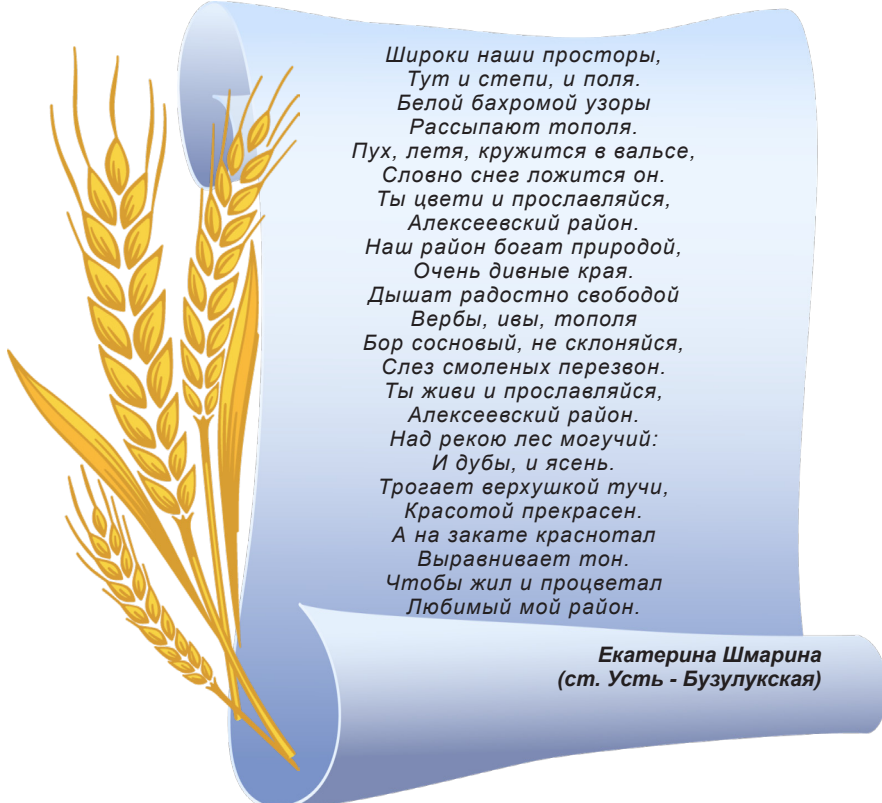 Широки наши просторы,
Тут и степи, и поля.
Белой бахромой узоры
Рассыпают тополя.
Пух, летя, кружится в вальсе,
Словно снег ложится он.
Ты цвети и прославляйся,
Алексеевский район.
Наш район богат природой,
Очень дивные края.
Дышат радостно свободой
Вербы, ивы, тополя
Бор сосновый, не склоняйся,
Слез смоленых перезвон.
Ты живи и прославляйся,
Алексеевский район.
Над рекою лес могучий:
И дубы, и ясень.
Трогает верхушкой тучи,
Красотой прекрасен.
А на закате краснотал
Выравнивает тон.
Чтобы жил и процветал
Любимый мой район.
Екатерина Шмарина
(ст. Усть - Бузулукская)